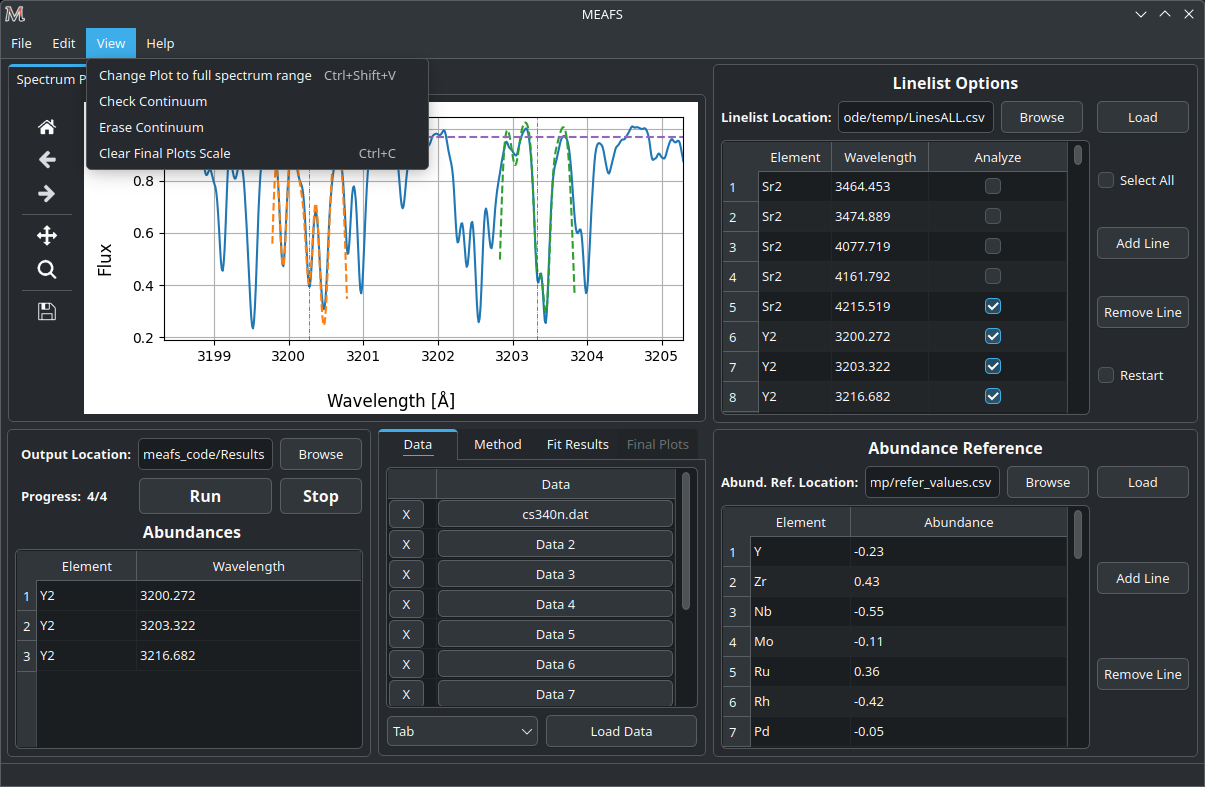 MEAFS
File Edit View Help
Spectrum P
Change Plot to full spectrum range Ctrl+Shift+V
Check Continuum
Erase Continuum
Clear Final Plots Scale Ctrl+C
0.8
0.6
0.4
0.2
Flux
3199 3200 3201 3202 3203 3204 3205
Wavelength [Å]
Linelist Options
Linelist Location: ode/temp/LinesALL.csv Browse Load
Element Wavelength Analyze
1 Sr2 3464.453
2 Sr2 3474.889
3 Sr2 4077.719
4 Sr2 4161.792
5 Sr2 4215.519
6 Y2 3200.272
7 Y2 3203.322
8 Y2 3216.682
Select All
Add Line
Remove Line
Restart
Output Location: meafs_code/Results Browse
Progress: 4/4 Run Stop
Abundances
Element Wavelength
1 Y2 3200.272
2 Y2 3203.322
3 Y2 3216.682
Data Method Fit Results Final Plots
Data
X cs340n.dat
X Data 2
X Data 3
X Data 4
X Data 5
X Data 6
X Data 7
Tab Load Data
Abundance Reference
Abund. Ref. Location: mp/refer_values.csv Browse Load
Element Abundance
1 Y -0.23
2 Zr 0.43
3 Nb -0.55
4 Mo -0.11
5 Ru 0.36
6 Rh -0.42
7 Pd -0.05
Add Line
Remove Line